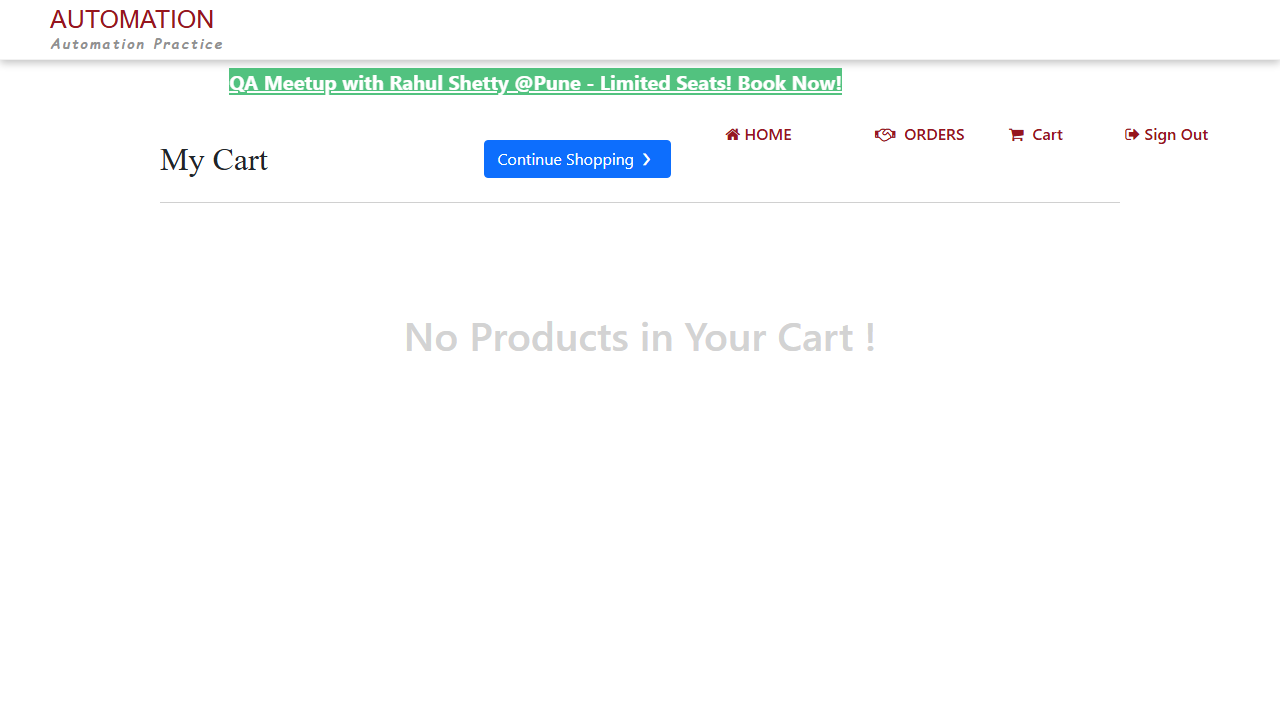 AUTOMATION
Automation Practice
QA Meetup with Rahul Shetty @Pune - Limited Seats! Book Now!
HOME
ORDERS
Cart
Sign Out
My Cart
Continue Shopping ❯
No Products in Your Cart !